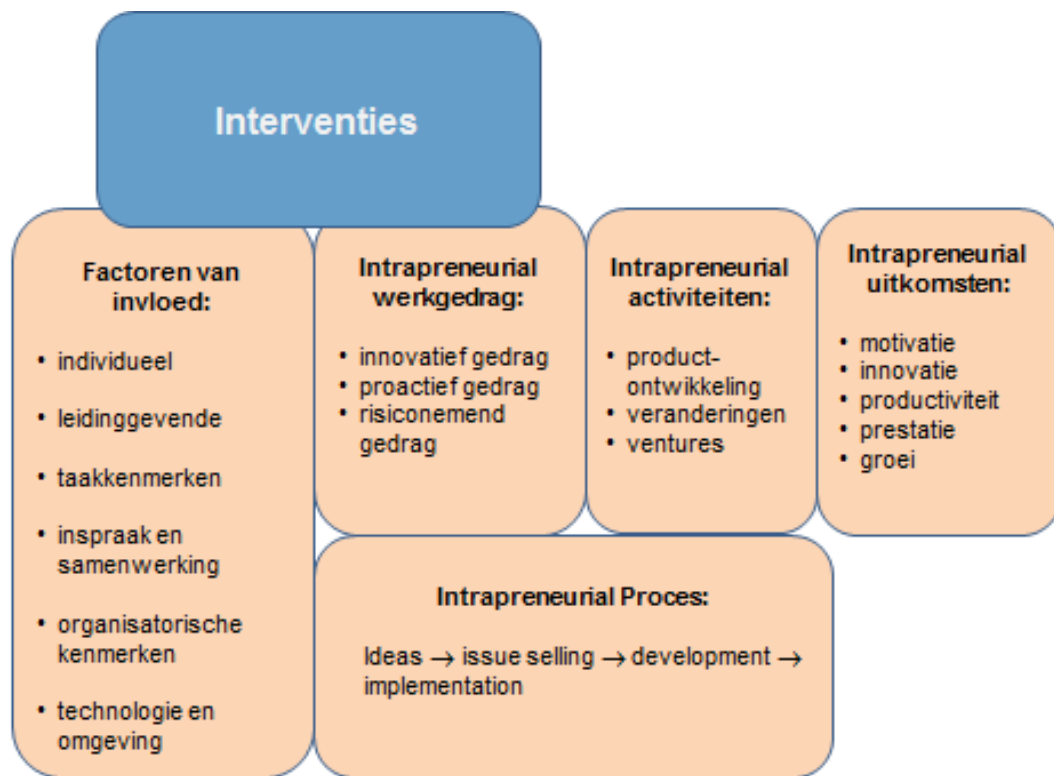 Interventies
Factoren van
invloed:
• individueel
• leidinggevende
• taakkenmerken
• inspraak en
samenwerking
• organisatorische
kenmerken
• technologie en
omgeving
Intrapreneurial
werkgedrag:
• innovatief gedrag
• proactief gedrag
• risiconemend
gedrag
Intrapreneurial
activiteiten:
• product-
ontwikkeling
• veranderingen
• ventures
Intrapreneurial
uitkomsten:
• motivatie
• innovatie
• productiviteit
• prestatie
• groei
Intrapreneurial Proces:
Ideas → issue selling → development →
implementation